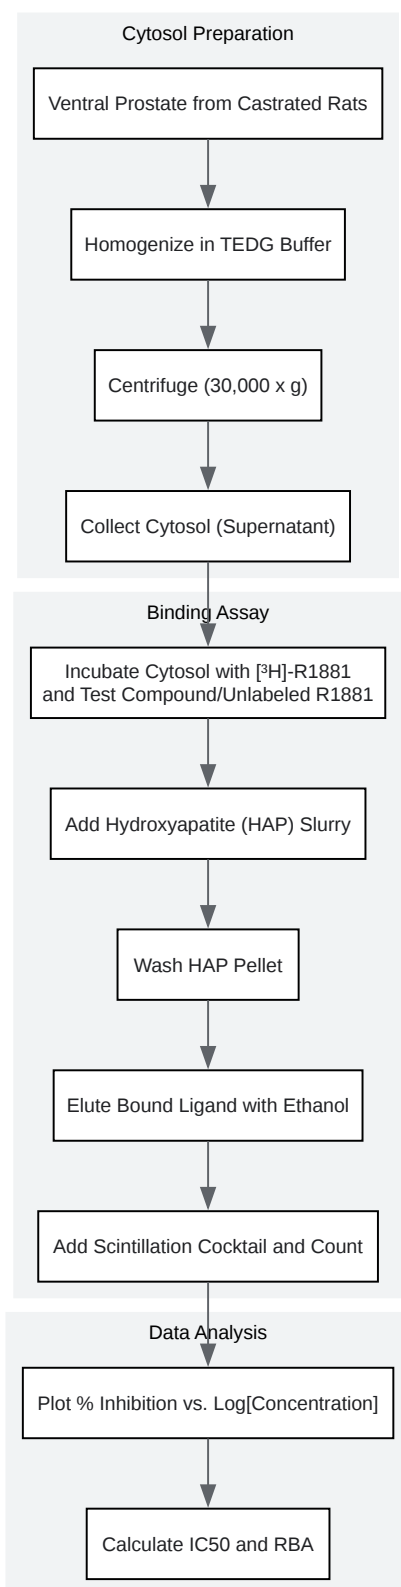 Cytosol Preparation
Ventral Prostate from Castrated Rats
Homogenize in TEDG Buffer
Centrifuge (30,000 x g)
Collect Cytosol (Supernatant)
Binding Assay
Incubate Cytosol with [³H]-R1881
and Test Compound/Unlabeled R1881
Add Hydroxyapatite (HAP) Slurry
Wash HAP Pellet
Elute Bound Ligand with Ethanol
Add Scintillation Cocktail and Count
Data Analysis
Plot % Inhibition vs. Log[Concentration]
Calculate IC50 and RBA